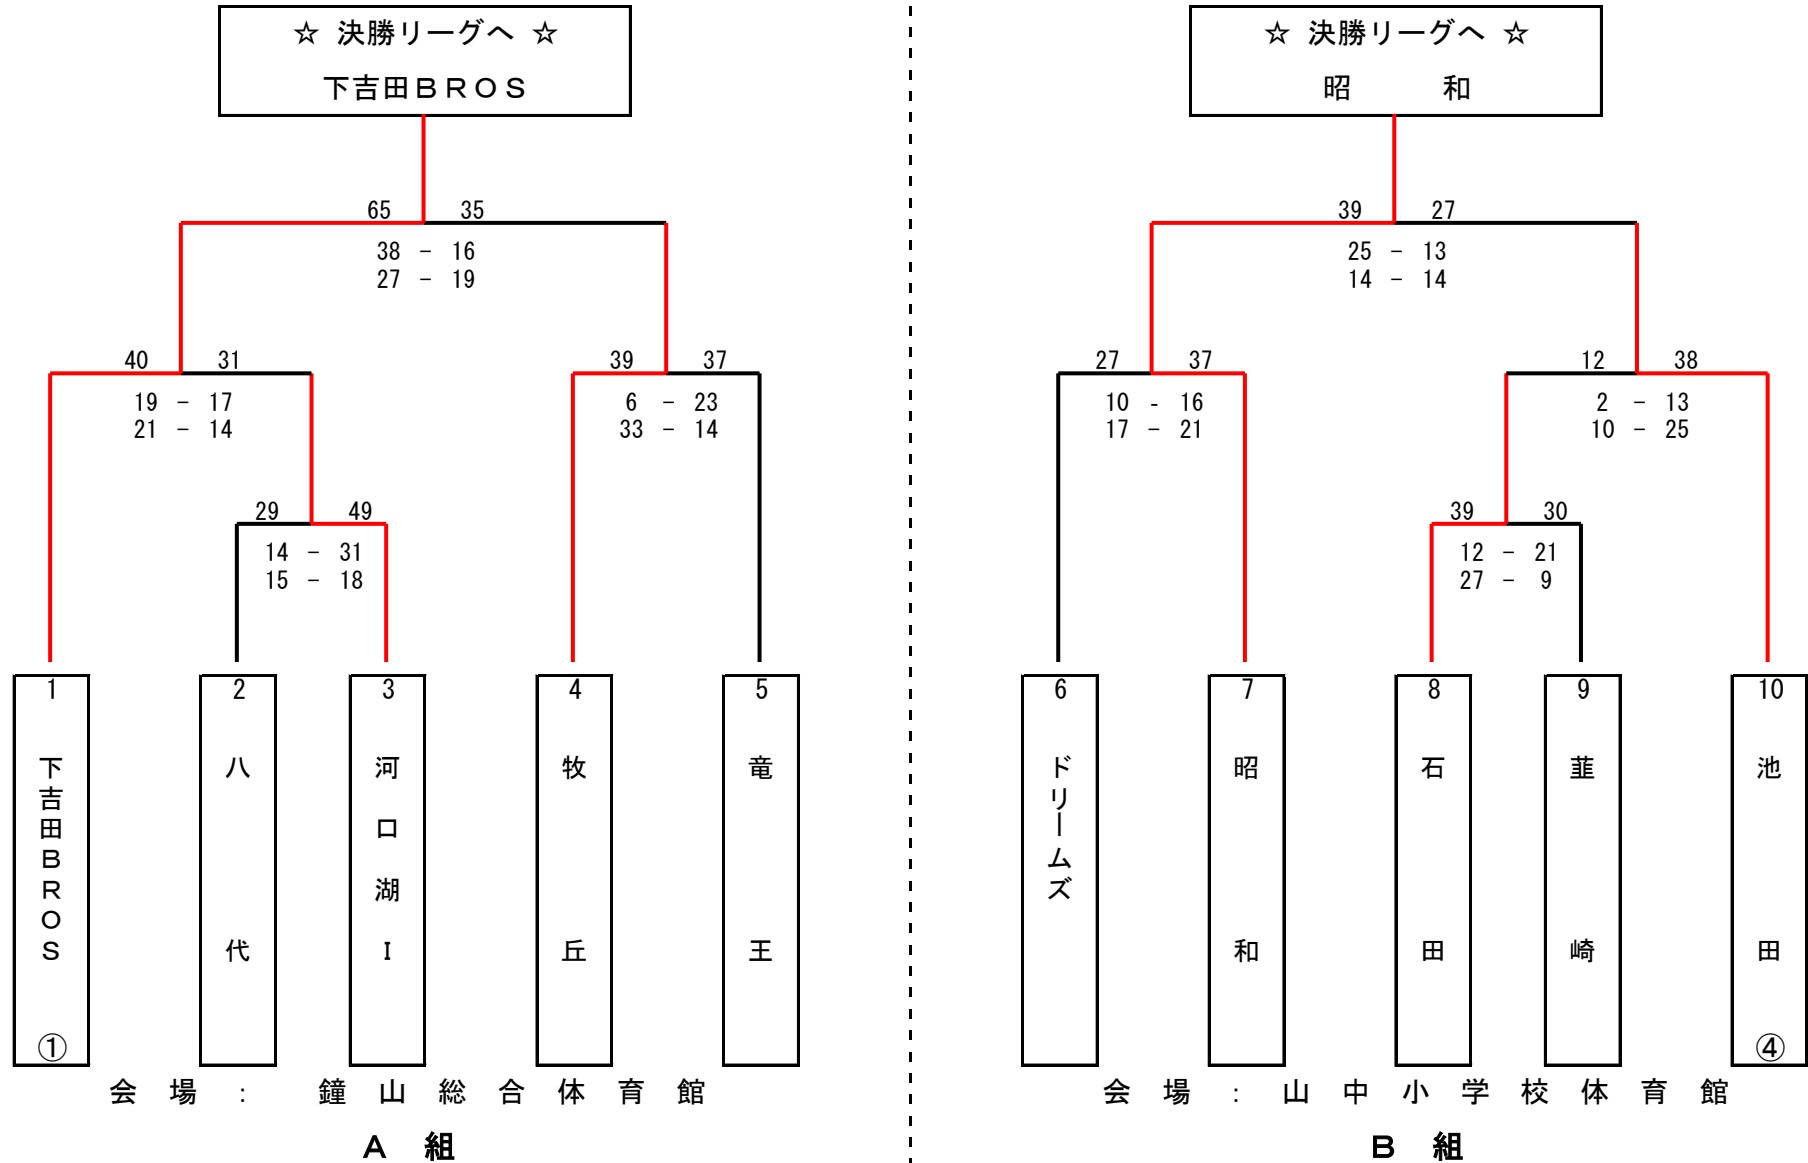 ☆ 決勝リーグへ ☆
下吉田ＢＲＯＳ
65 35
38 － 16
27 － 19
40 31
19 － 17
21 － 14
39 37
6 － 23
33 － 14
29 49
14 － 31
15 － 18
1
下吉田ＢＲＯＳ
①
2
八代
3
河口湖Ｉ
4
牧丘
5
竜王
会場：鐘山総合体育館
Ａ 組
☆ 決勝リーグへ ☆
昭 和
39 27
25 － 13
14 － 14
27 37
10 - 16
17 － 21
12 38
2 － 13
10 － 25
39 30
12 － 21
27 － 9
6
ドリームズ
7
昭和
8
石田
9
韮崎
10
池田
④
会場：山中小学校体育館
Ｂ 組